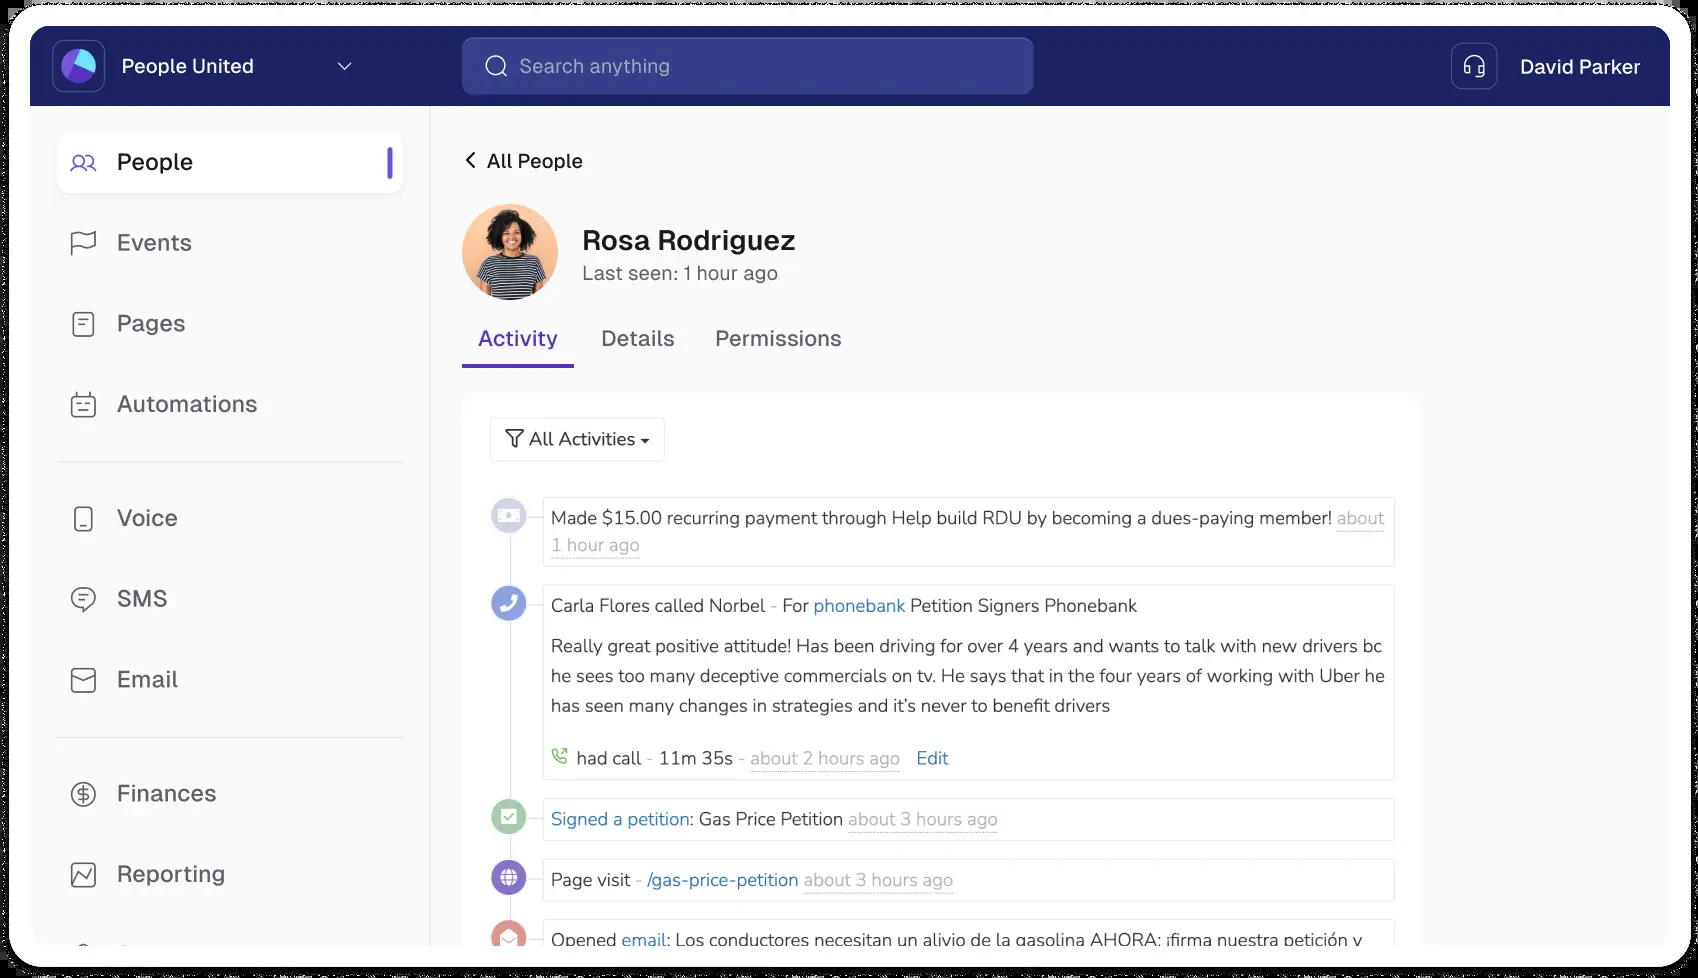 People United
Search anything
David Parker
People
Events
Pages
Automations
Voice
SMS
Email
Finances
Reporting
All People
Rosa Rodriguez
Last seen: 1 hour ago
Activity
Details
Permissions
All Activities
Made $15.00 recurring payment through Help build RDU by becoming a dues-paying member! about
1 hour ago
Carla Flores called Norbel - For phonebank Petition Signers Phonebank
Really great positive attitude! Has been driving for over 4 years and wants to talk with new drivers bc
he sees too many deceptive commercials on tv. He says that in the four years of working with Uber he
has seen many changes in strategies and it’s never to benefit drivers
had call - 11m 35s - about 2 hours ago Edit
Signed a petition: Gas Price Petition about 3 hours ago
Page visit - /gas-price-petition about 3 hours ago
Opened email: Los conductores necesitan un alivio de la gasolina AHORA: ¡firma nuestra petición y